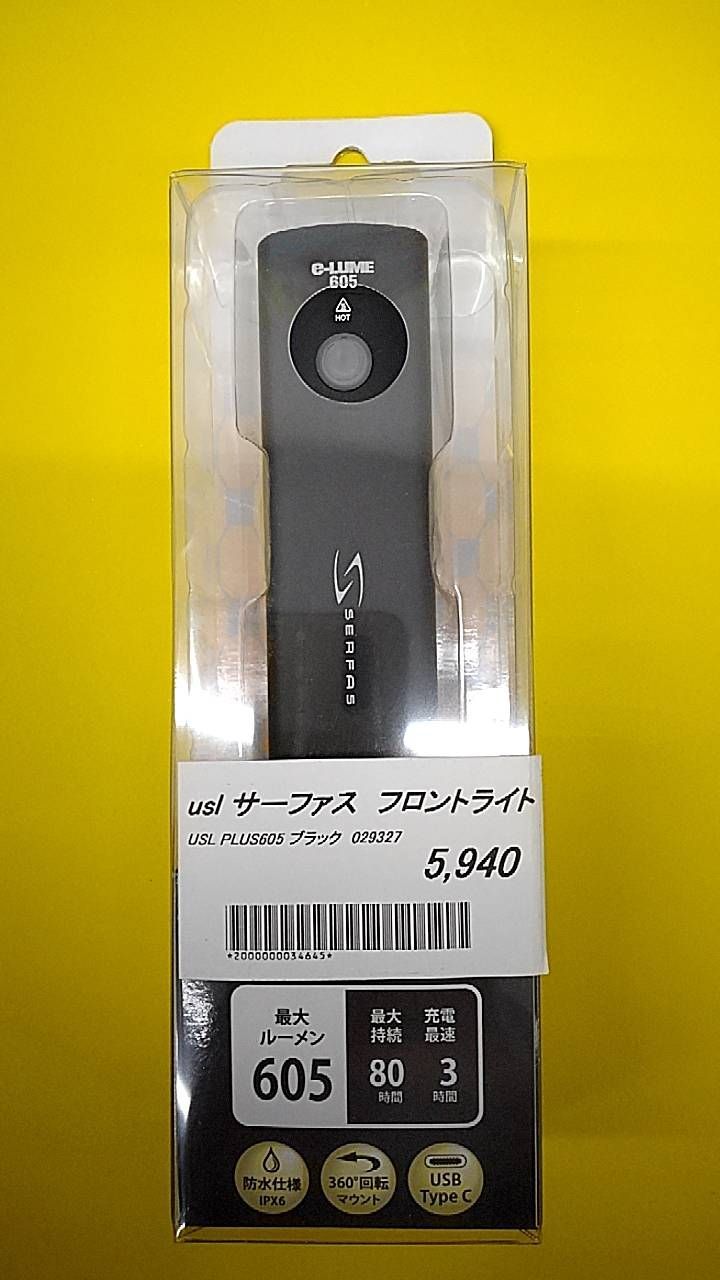 e-LUME
605
HOT
SERFAS
usl サーファス フロントライト
USL PLUS605 ブラック 029327
5,940
*2000000034645*
最大
ルーメン
605
最大
持続
80
時間
充電
最速
3
時間
防水仕様
IPX6
360°回転
マウント
USB
Type C